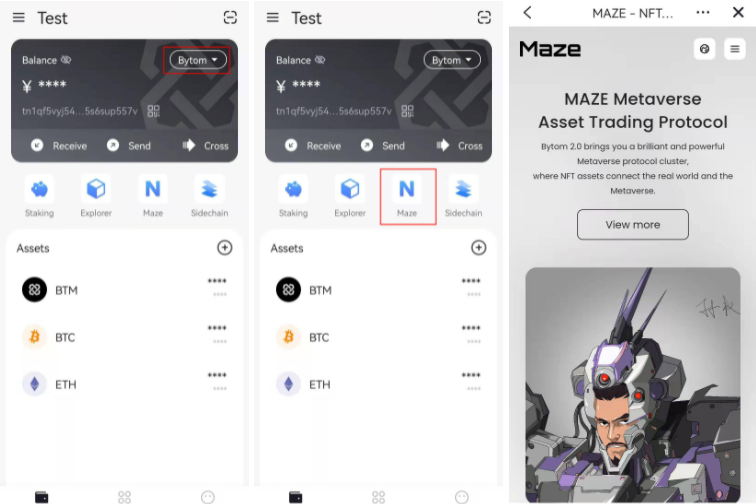 Test
Balance
Bytom
¥ ****
tn1qf5vyj54...5s6sup557v
Receive
Send
Cross
Staking
Explorer
Maze
Sidechain
Assets
BTM
****
****
BTC
****
****
ETH
****
****
Test
Balance
Bytom
¥ ****
tn1qf5vyj54...5s6sup557v
Receive
Send
Cross
Staking
Explorer
Maze
Sidechain
Assets
BTM
****
****
BTC
****
****
ETH
****
****
MAZE - NFT...
Maze
MAZE Metaverse
Asset Trading Protocol
Bytom 2.0 brings you a brilliant and powerful
Metaverse protocol cluster,
where NFT assets connect the real world and the
Metaverse.
View more